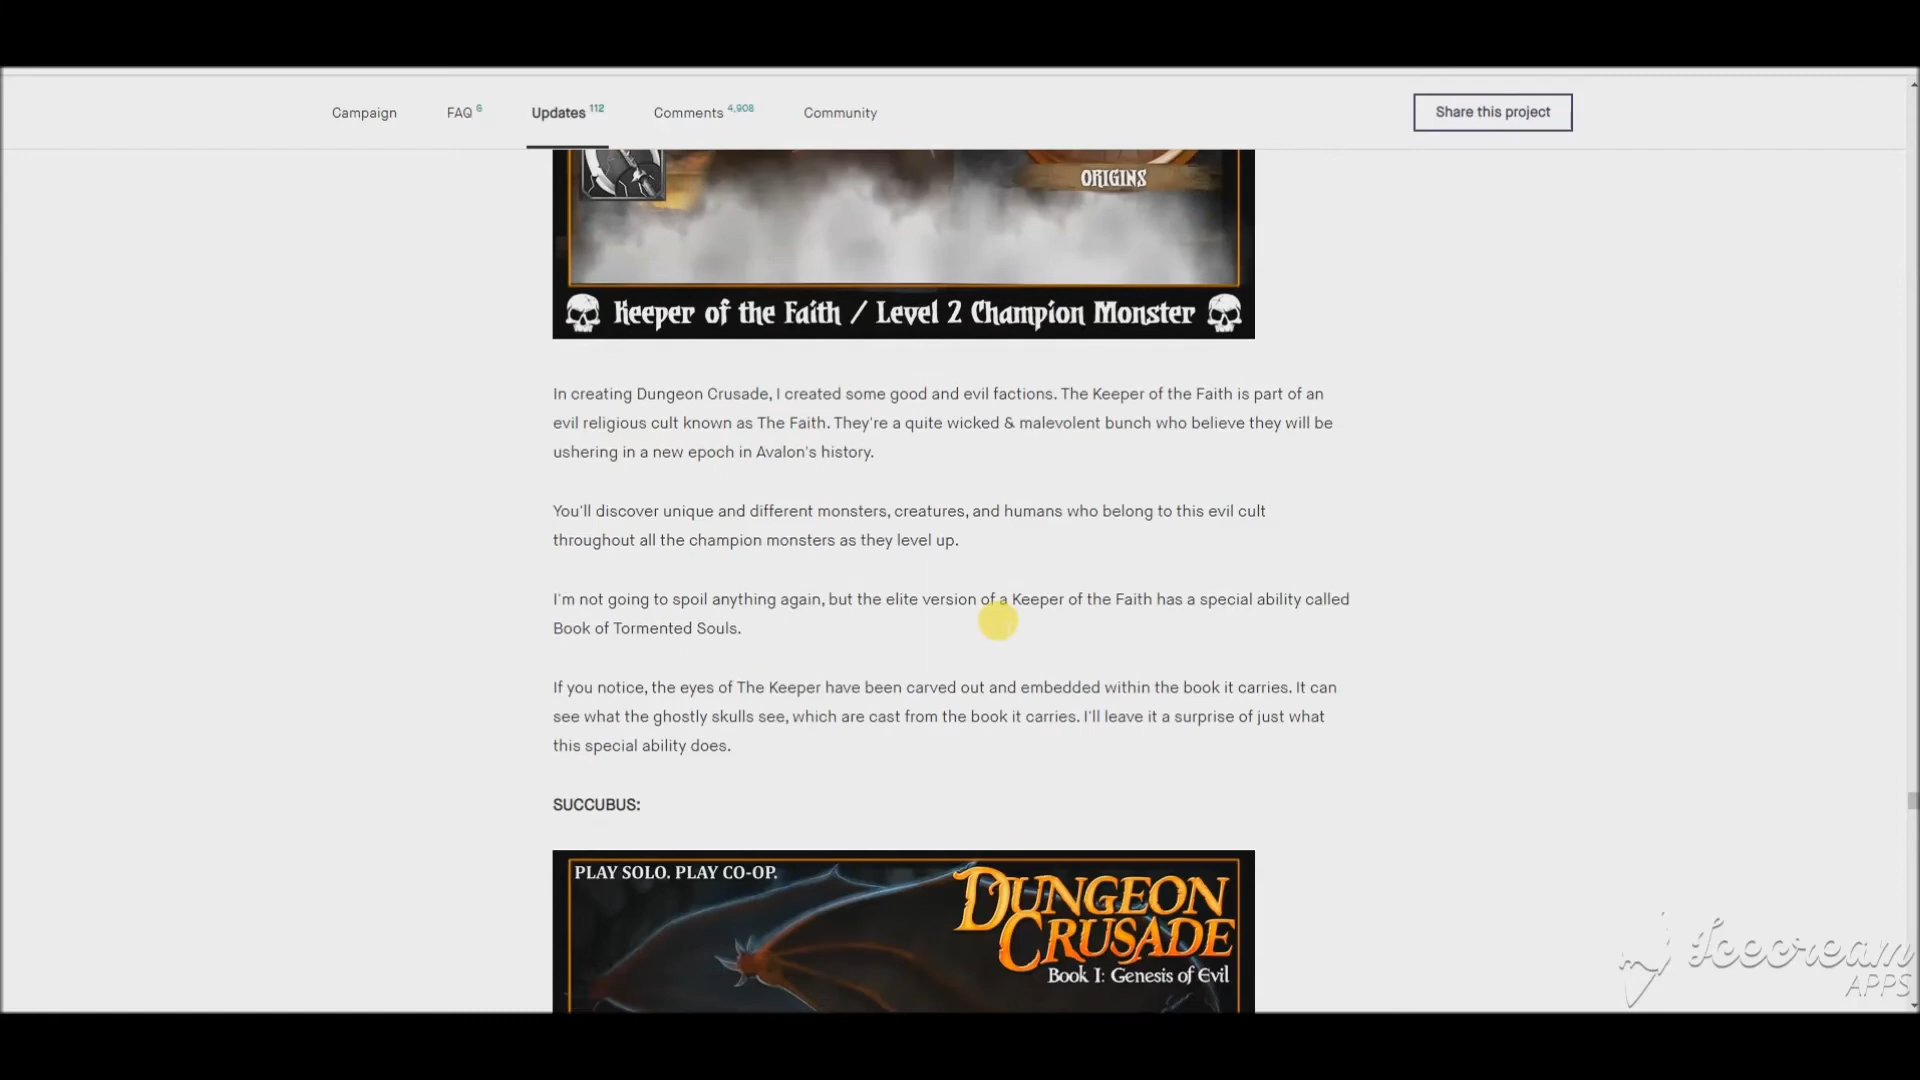 Campaign
FAQ 6
Updates 112
Comments 4,908
Community
Share this project
ORIGINS
Keeper of the Faith / Level 2 Champion Monster
In creating Dungeon Crusade, I created some good and evil factions. The Keeper of the Faith is part of an
evil religious cult known as The Faith. They're a quite wicked & malevolent bunch who believe they will be
ushering in a new epoch in Avalon's history.
You'll discover unique and different monsters, creatures, and humans who belong to this evil cult
throughout all the champion monsters as they level up.
I'm not going to spoil anything again, but the elite version of a Keeper of the Faith has a special ability called
Book of Tormented Souls.
If you notice, the eyes of The Keeper have been carved out and embedded within the book it carries. It can
see what the ghostly skulls see, which are cast from the book it carries. I'll leave it a surprise of just what
this special ability does.
SUCCUBUS:
PLAY SOLO. PLAY CO-OP.
DUNGEON
CRUSADE
Book I: Genesis of Evil
Icecream
APPS